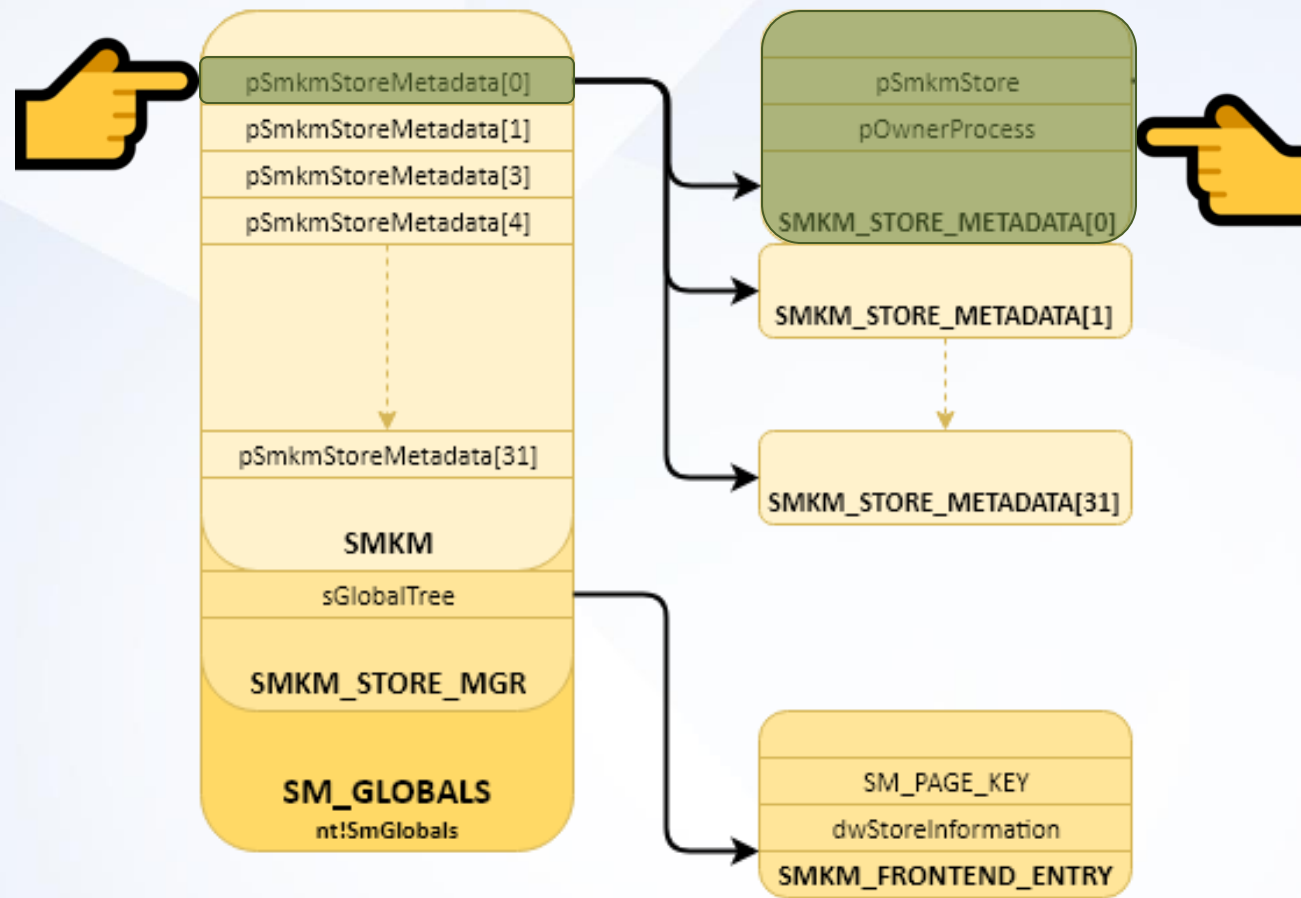 pSmkmStoreMetadata[0]
pSmkmStoreMetadata[1]
pSmkmStoreMetadata[3]
pSmkmStoreMetadata[4]
pSmkmStoreMetadata[31]
SMKM
sGlobalTree
SMKM_STORE_MGR
SM_GLOBALS
nt!SmGlobals
pSmkmStore
pOwnerProcess
SMKM_STORE_METADATA[0]
SMKM_STORE_METADATA[1]
SMKM_STORE_METADATA[31]
SM_PAGE_KEY
dwStoreInformation
SMKM_FRONTEND_ENTRY